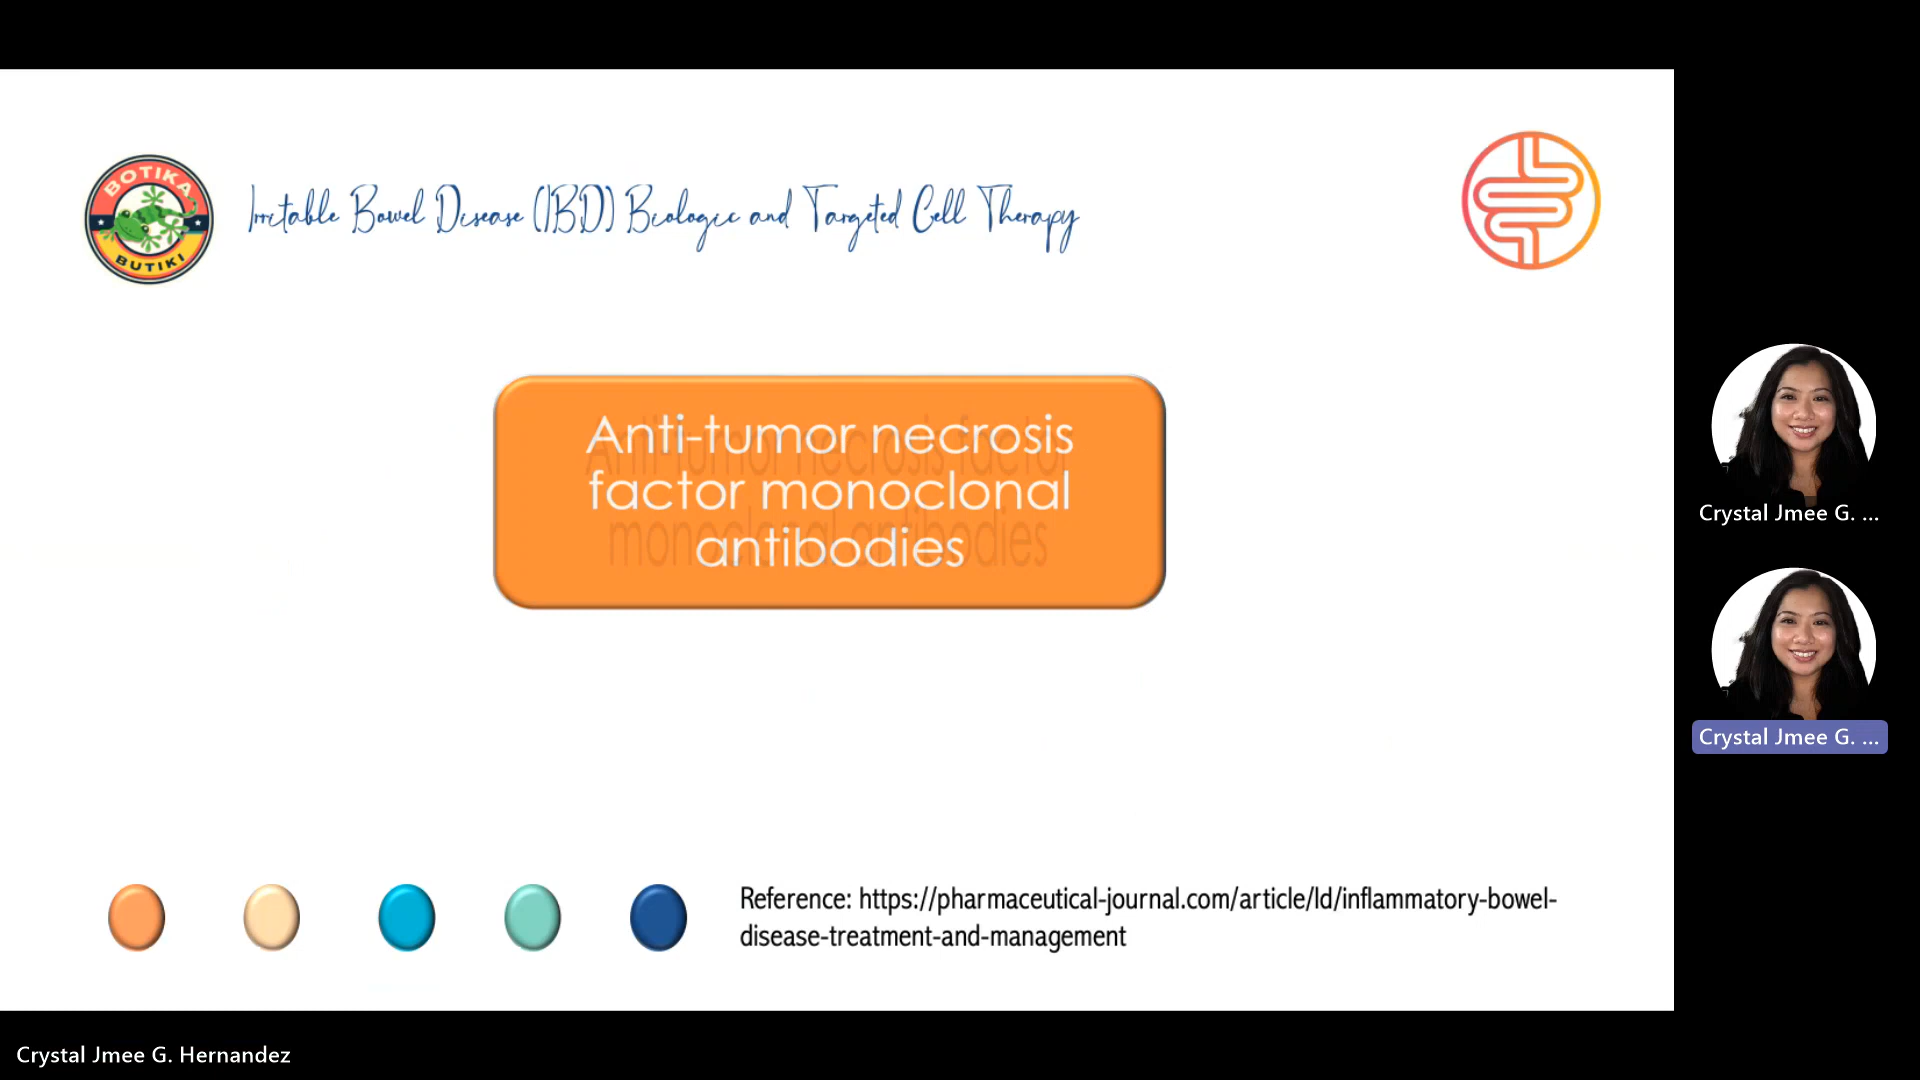 BOTIKA
BUTIKI
Irritable Bowel Disease (IBD) Biologic and Targeted Cell Therapy
Anti-tumor necrosis
factor monoclonal
antibodies
Reference: https://pharmaceutical-journal.com/article/ld/inflammatory-bowel-
disease-treatment-and-management
Crystal Jmee G. ...
Crystal Jmee G. ...
Crystal Jmee G. Hernandez